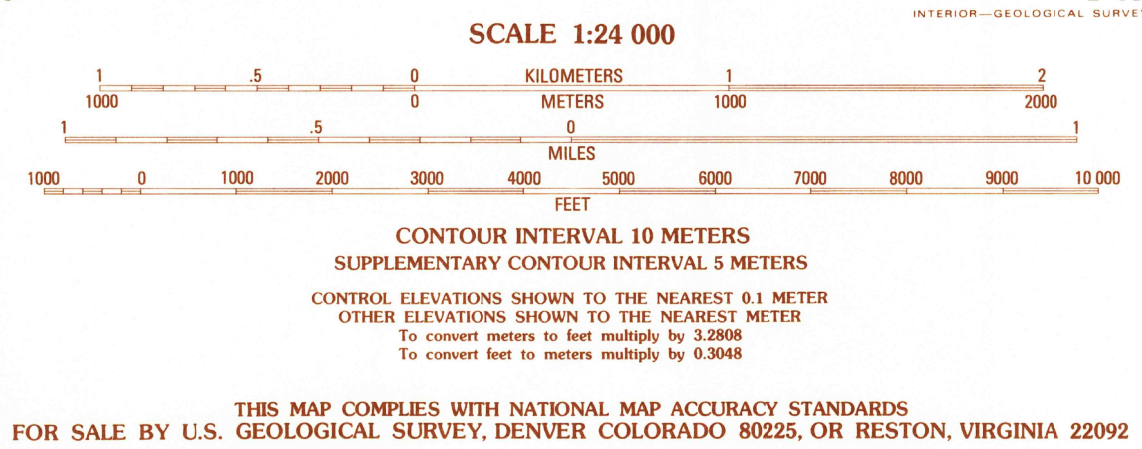 INTERIOR—GEOLOGICAL SURVEY
SCALE 1:24 000
1 .5 0 KILOMETERS 1 2
1000 0 METERS 1000 2000
1 .5 0 1
MILES
1000 0 1000 2000 3000 4000 5000 6000 7000 8000 9000 10 000
FEET
CONTOUR INTERVAL 10 METERS
SUPPLEMENTARY CONTOUR INTERVAL 5 METERS
CONTROL ELEVATIONS SHOWN TO THE NEAREST 0.1 METER
OTHER ELEVATIONS SHOWN TO THE NEAREST METER
To convert meters to feet multiply by 3.2808
To convert feet to meters multiply by 0.3048
THIS MAP COMPLIES WITH NATIONAL MAP ACCURACY STANDARDS
FOR SALE BY U.S. GEOLOGICAL SURVEY, DENVER COLORADO 80225, OR RESTON, VIRGINIA 22092